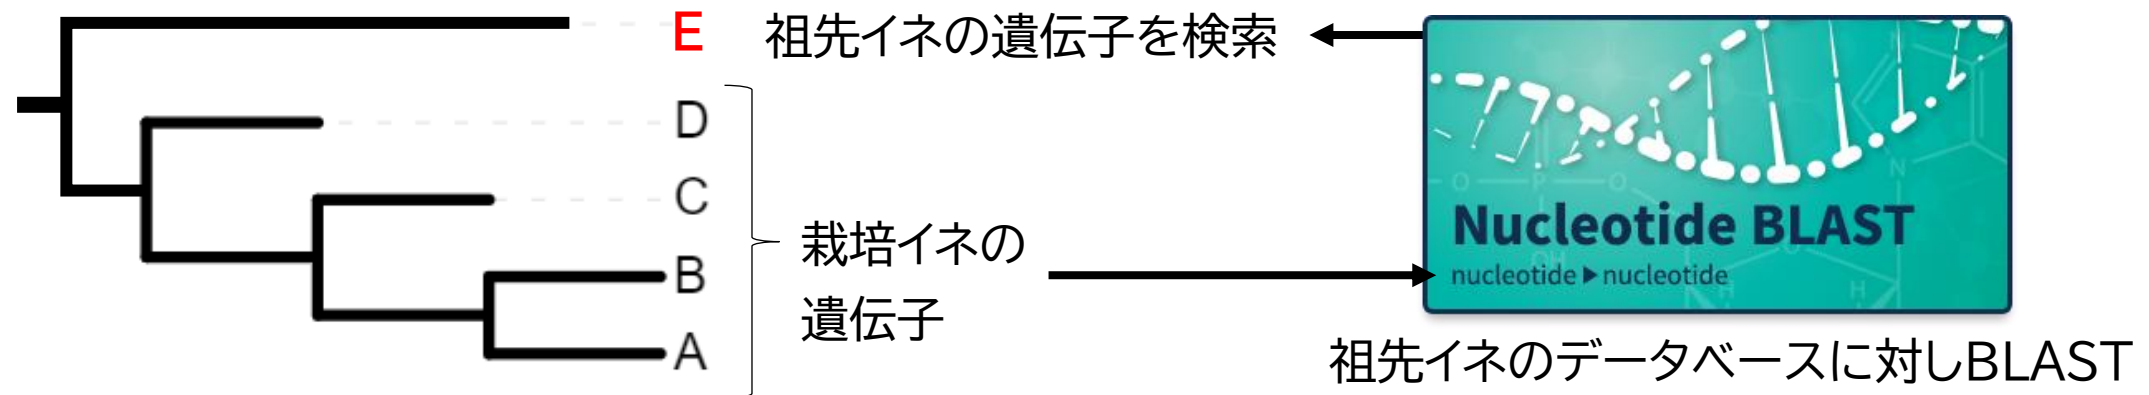 E 祖先イネの遺伝子を検索
D
C
栽培イネの
遺伝子
B
A
O P O
N
OH
H H
Nucleotide BLAST
nucleotide ▶ nucleotide
祖先イネのデータベースに対しBLAST